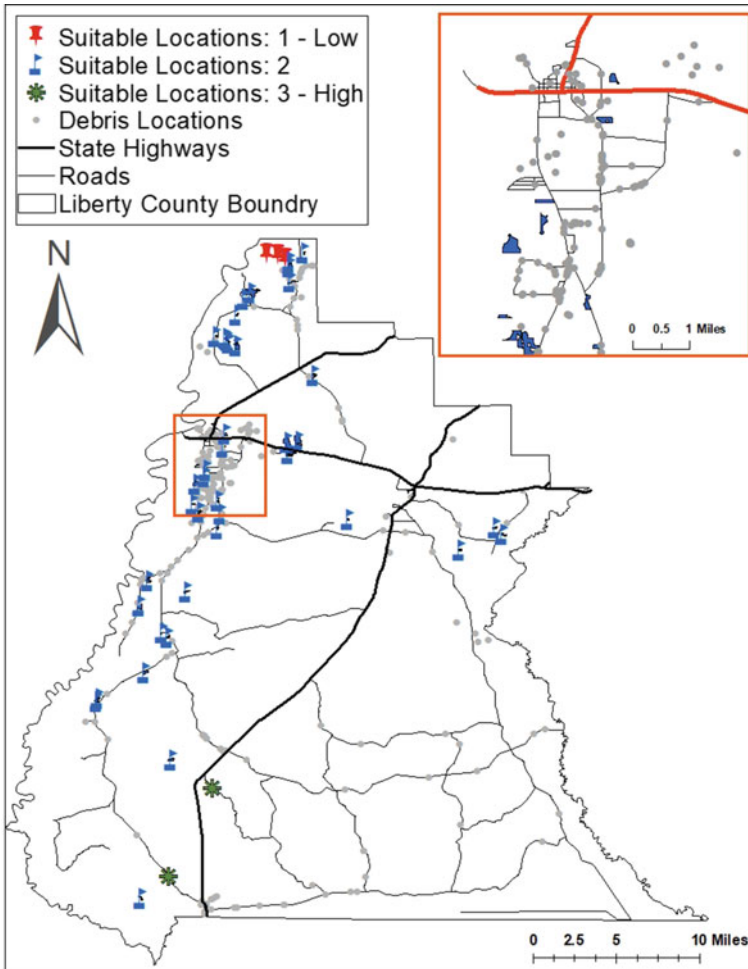 Suitable Locations: 1 - Low
Suitable Locations: 2
Suitable Locations: 3 - High
Debris Locations
State Highways
Roads
Liberty County Boundry
N
0 0.5 1 Miles
0 2.5 5 10 Miles